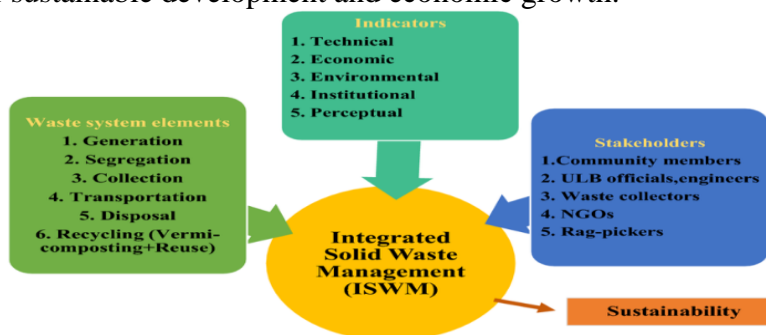 sustainable development and economic growth.
Indicators
1. Technical
2. Economic
3. Environmental
4. Institutional
5. Perceptual
Waste system elements
1. Generation
2. Segregation
3. Collection
4. Transportation
5. Disposal
6. Recycling (Vermi-
composting+Reuse)
Stakeholders
1.Community members
2. ULB officials,engineers
3. Waste collectors
4. NGOs
5. Rag-pickers
Integrated
Solid Waste
Management
(ISWM)
Sustainability